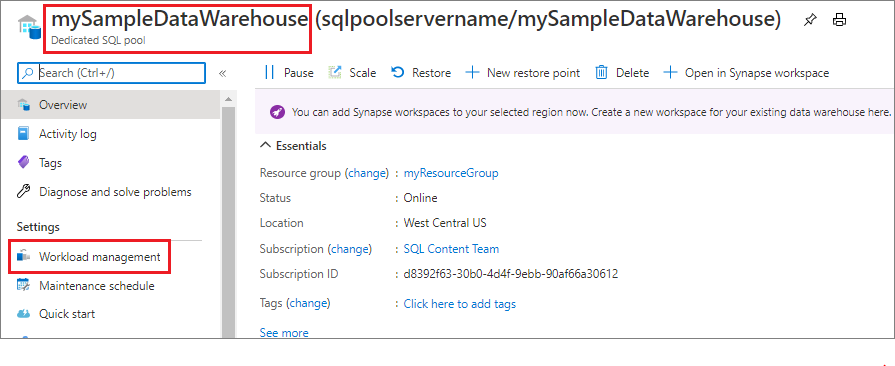 mySampleDataWarehouse (sqlpoolservername/mySampleDataWarehouse)
Dedicated SQL pool
Search (Ctrl+/) «
Pause Scale Restore New restore point Delete Open in Synapse workspace
Overview
Activity log
Tags
Diagnose and solve problems
Settings
Workload management
Maintenance schedule
Quick start
You can add Synapse workspaces to your selected region now. Create a new workspace for your existing data warehouse here.
Essentials
Resource group (change) : myResourceGroup
Status : Online
Location : West Central US
Subscription (change) : SQL Content Team
Subscription ID : d8392f63-30b0-4d4f-9ebb-90af66a30612
Tags (change) : Click here to add tags
See more
.